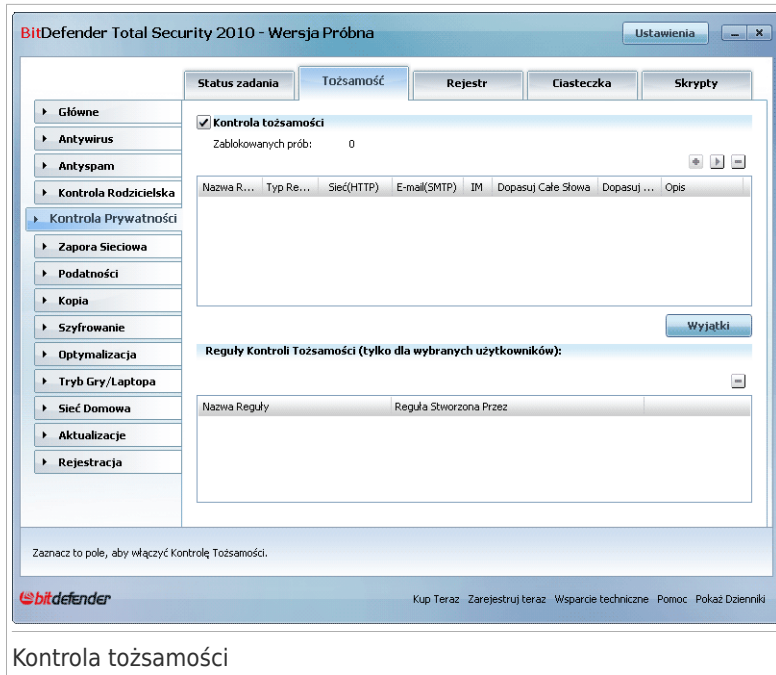 BitDefender Total Security 2010 - Wersja Próbna
Ustawienia
Status zadania
Tożsamość
Rejestr
Ciasteczka
Skrypty
Główne
Antywirus
Antyspam
Kontrola Rodzicielska
Kontrola Prywatności
Zapora Sieciowa
Podatności
Kopia
Szyfrowanie
Optymalizacja
Tryb Gry/Laptopa
Sieć Domowa
Aktualizacje
Rejestracja
Kontrola tożsamości
Zablokowanych prób: 0
Nazwa R... Typ Re... Sieć(HTTP) E-mail(SMTP) IM Dopasuj Całe Słowa Dopasuj ... Opis
Wyjątki
Reguły Kontroli Tożsamości (tylko dla wybranych użytkowników):
Nazwa Reguły Reguła Stworzona Przez
Zaznacz to pole, aby włączyć Kontrolę Tożsamości.
bitdefender
Kup Teraz Zarejestruj teraz Wsparcie techniczne Pomoc Pokaż Dzienniki
Kontrola tożsamości